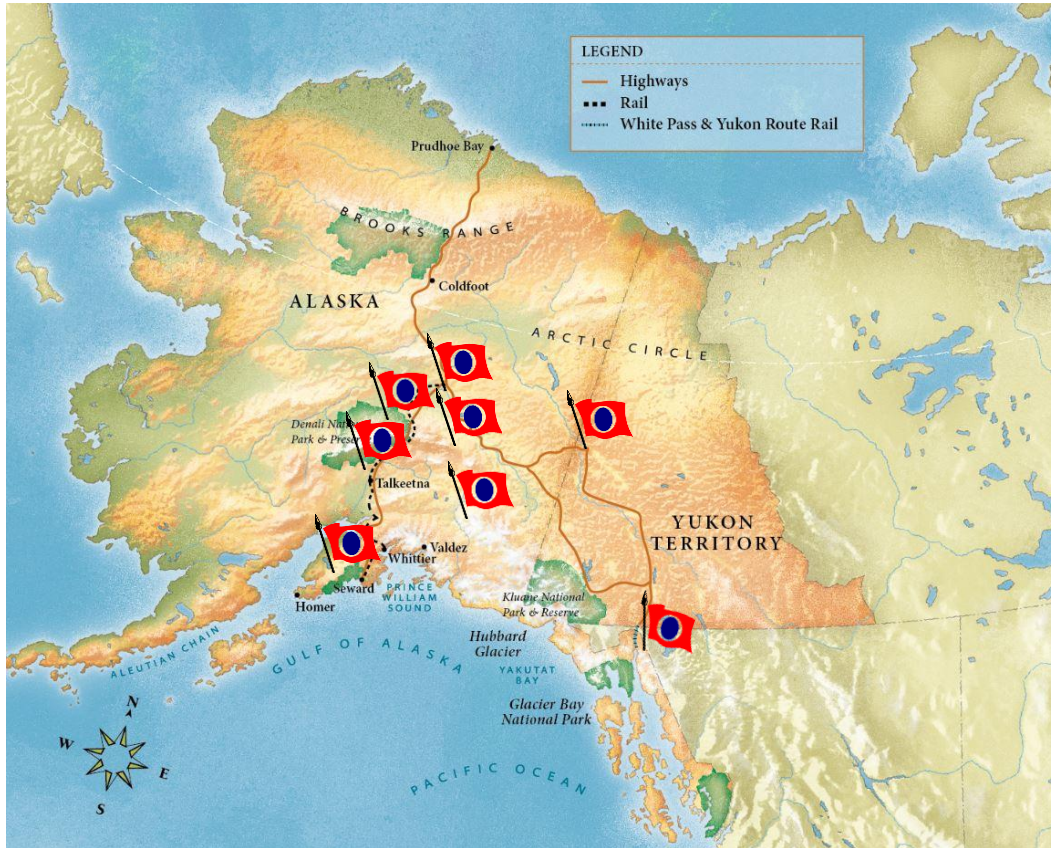 LEGEND
Highways
Rail
White Pass & Yukon Route Rail
Prudhoe Bay
BROOKS RANGE
Coldfoot
ALASKA
ARCTIC CIRCLE
Denali
Park &
Talkeetna
YUKON
TERRITORY
Valdez
Whittier
Seward
Homer
PRINCE
WILLIAM
SOUND
Kluane National
Park & Reserve
Hubbard
Glacier
ALEUTIAN CHAIN
GULF OF ALASKA
YAKUTAT
BAY
Glacier Bay
National Park
PACIFIC OCEAN
N
W
E
S